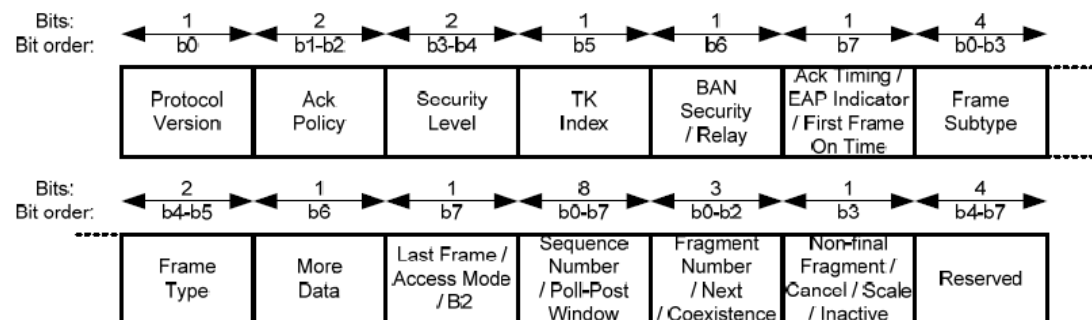 Bits: 1 2 2 1 1 1 4
Bit order: b0 b1-b2 b3-b4 b5 b6 b7 b0-b3
Protocol Version
Ack Policy
Security Level
TK Index
BAN Security / Relay
Ack Timing / EAP Indicator / First Frame On Time
Frame Subtype
Bits: 2 1 1 8 3 1 4
Bit order: b4-b5 b6 b7 b0-b7 b0-b2 b3 b4-b7
Frame Type
More Data
Last Frame / Access Mode / B2
Sequence Number / Poll-Post Window
Fragment Number / Next / Coexistence
Non-final Fragment / Cancel / Scale / Inactive
Reserved